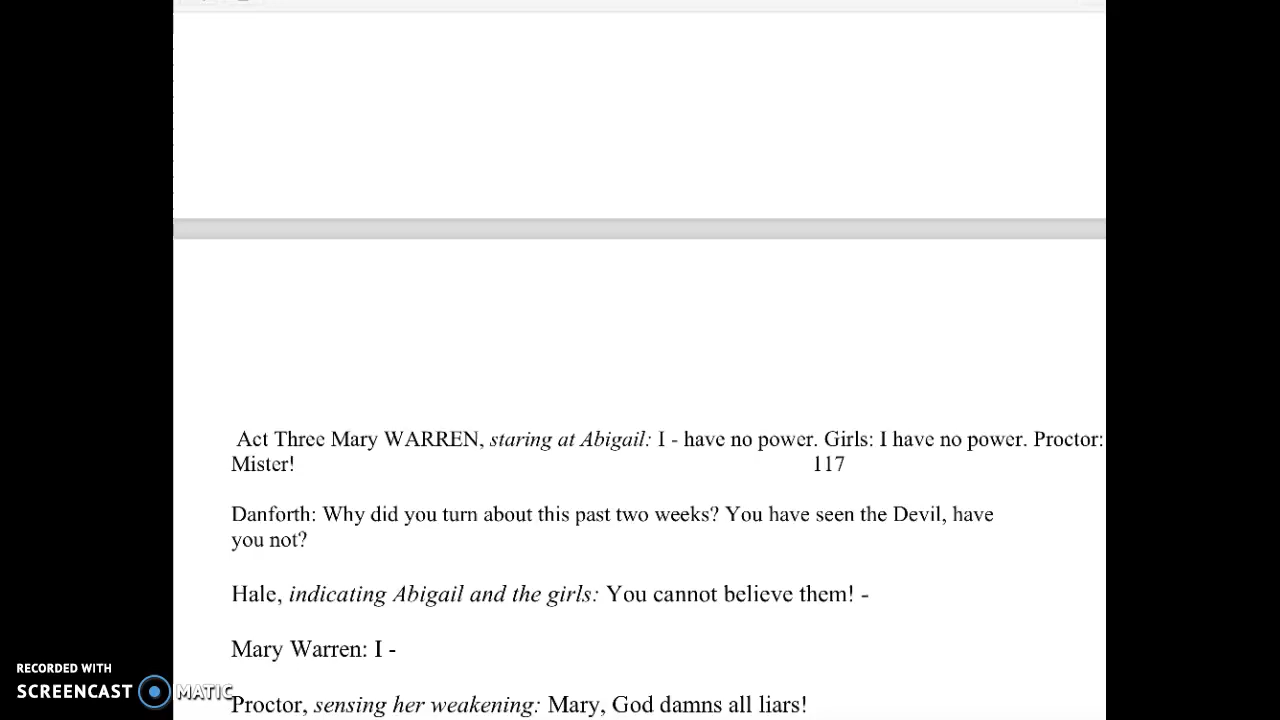 Act Three Mary WARREN, staring at Abigail: I - have no power. Girls: I have no power. Proctor:
Mister! 117
Danforth: Why did you turn about this past two weeks? You have seen the Devil, have
you not?
Hale, indicating Abigail and the girls: You cannot believe them! -
Mary Warren: I -
Proctor, sensing her weakening: Mary, God damns all liars!
RECORDED WITH
SCREENCAST MATIC